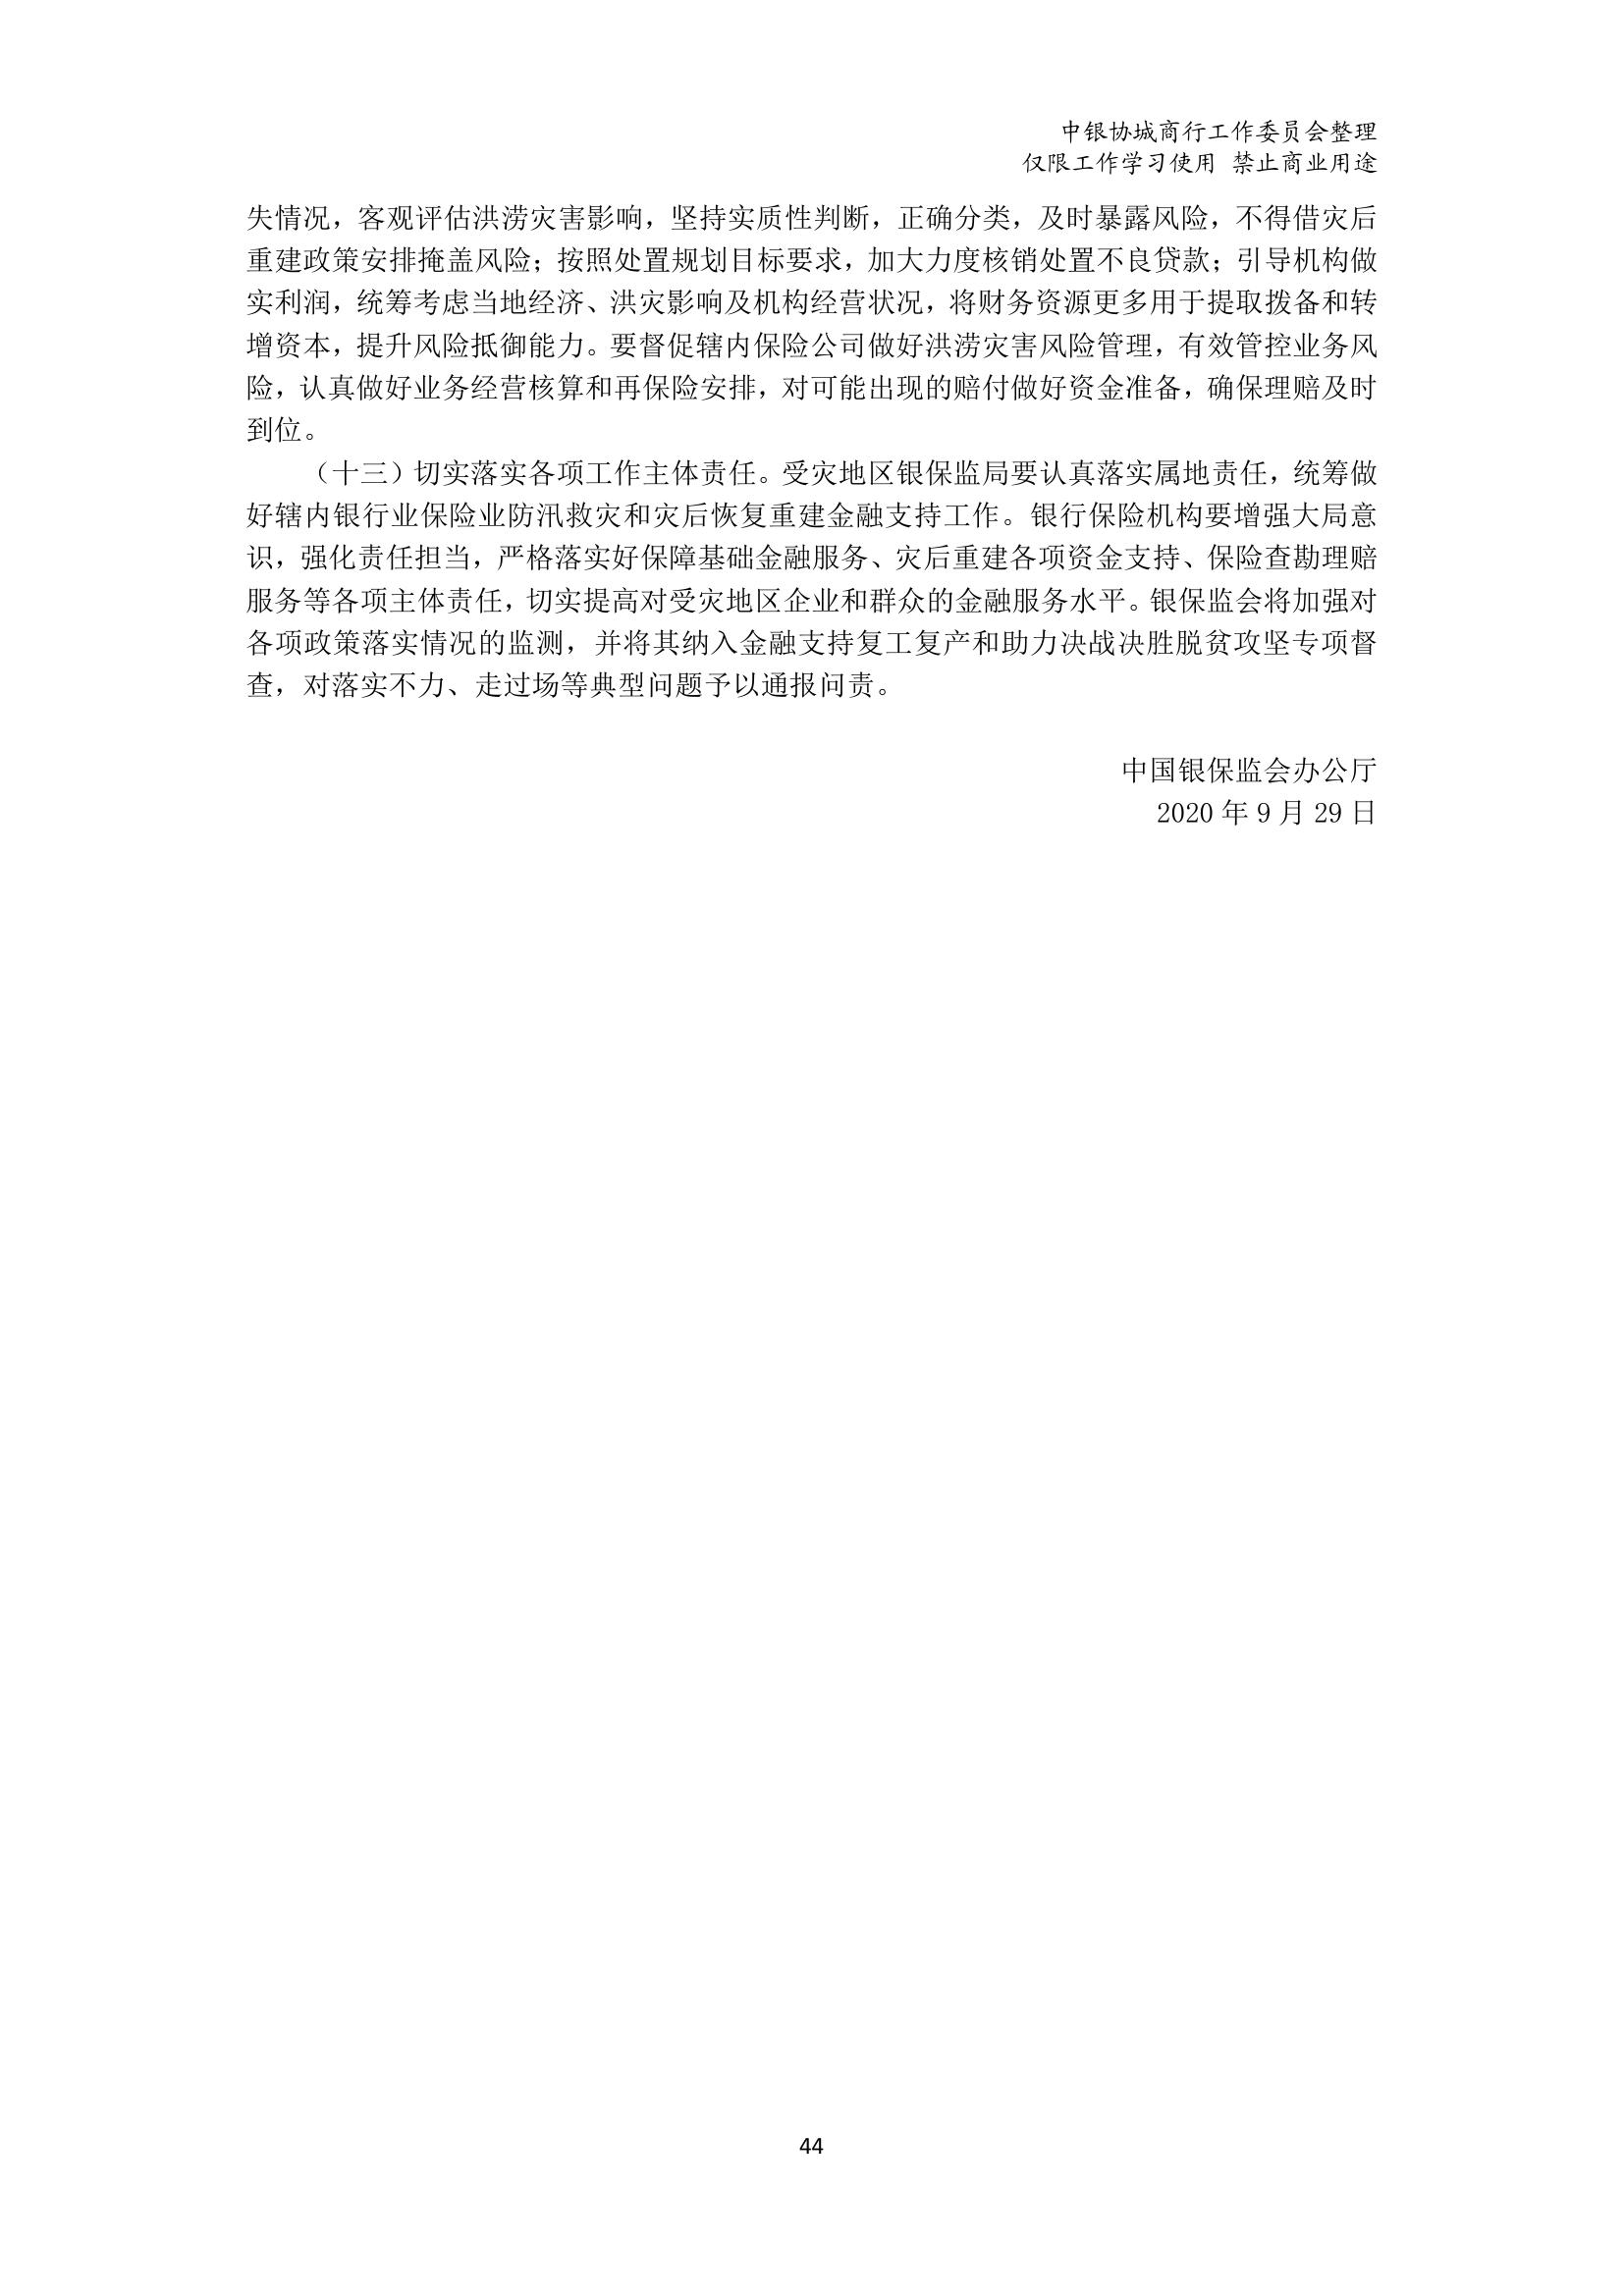 中银协城商行工作委员会整理
仅限工作学习使用 禁止商业用途
失情况，客观评估洪涝灾害影响，坚持实质性判断，正确分类，及时暴露风险，不得借灾后
重建政策安排掩盖风险；按照处置规划目标要求，加大力度核销处置不良贷款；引导机构做
实利润，统筹考虑当地经济、洪灾影响及机构经营状况，将财务资源更多用于提取拨备和转
增资本，提升风险抵御能力。要督促辖内保险公司做好洪涝灾害风险管理，有效管控业务风
险，认真做好业务经营核算和再保险安排，对可能出现的赔付做好资金准备，确保理赔及时
到位。
（十三）切实落实各项工作主体责任。受灾地区银保监局要认真落实属地责任，统筹做
好辖内银行业保险业防汛救灾和灾后恢复重建金融支持工作。银行保险机构要增强大局意
识，强化责任担当，严格落实好保障基础金融服务、灾后重建各项资金支持、保险查勘理赔
服务等各项主体责任，切实提高对受灾地区企业和群众的金融服务水平。银保监会将加强对
各项政策落实情况的监测，并将其纳入金融支持复工复产和助力决战决胜脱贫攻坚专项督
查，对落实不力、走过场等典型问题予以通报问责。
中国银保监会办公厅
2020 年 9 月 29 日
44